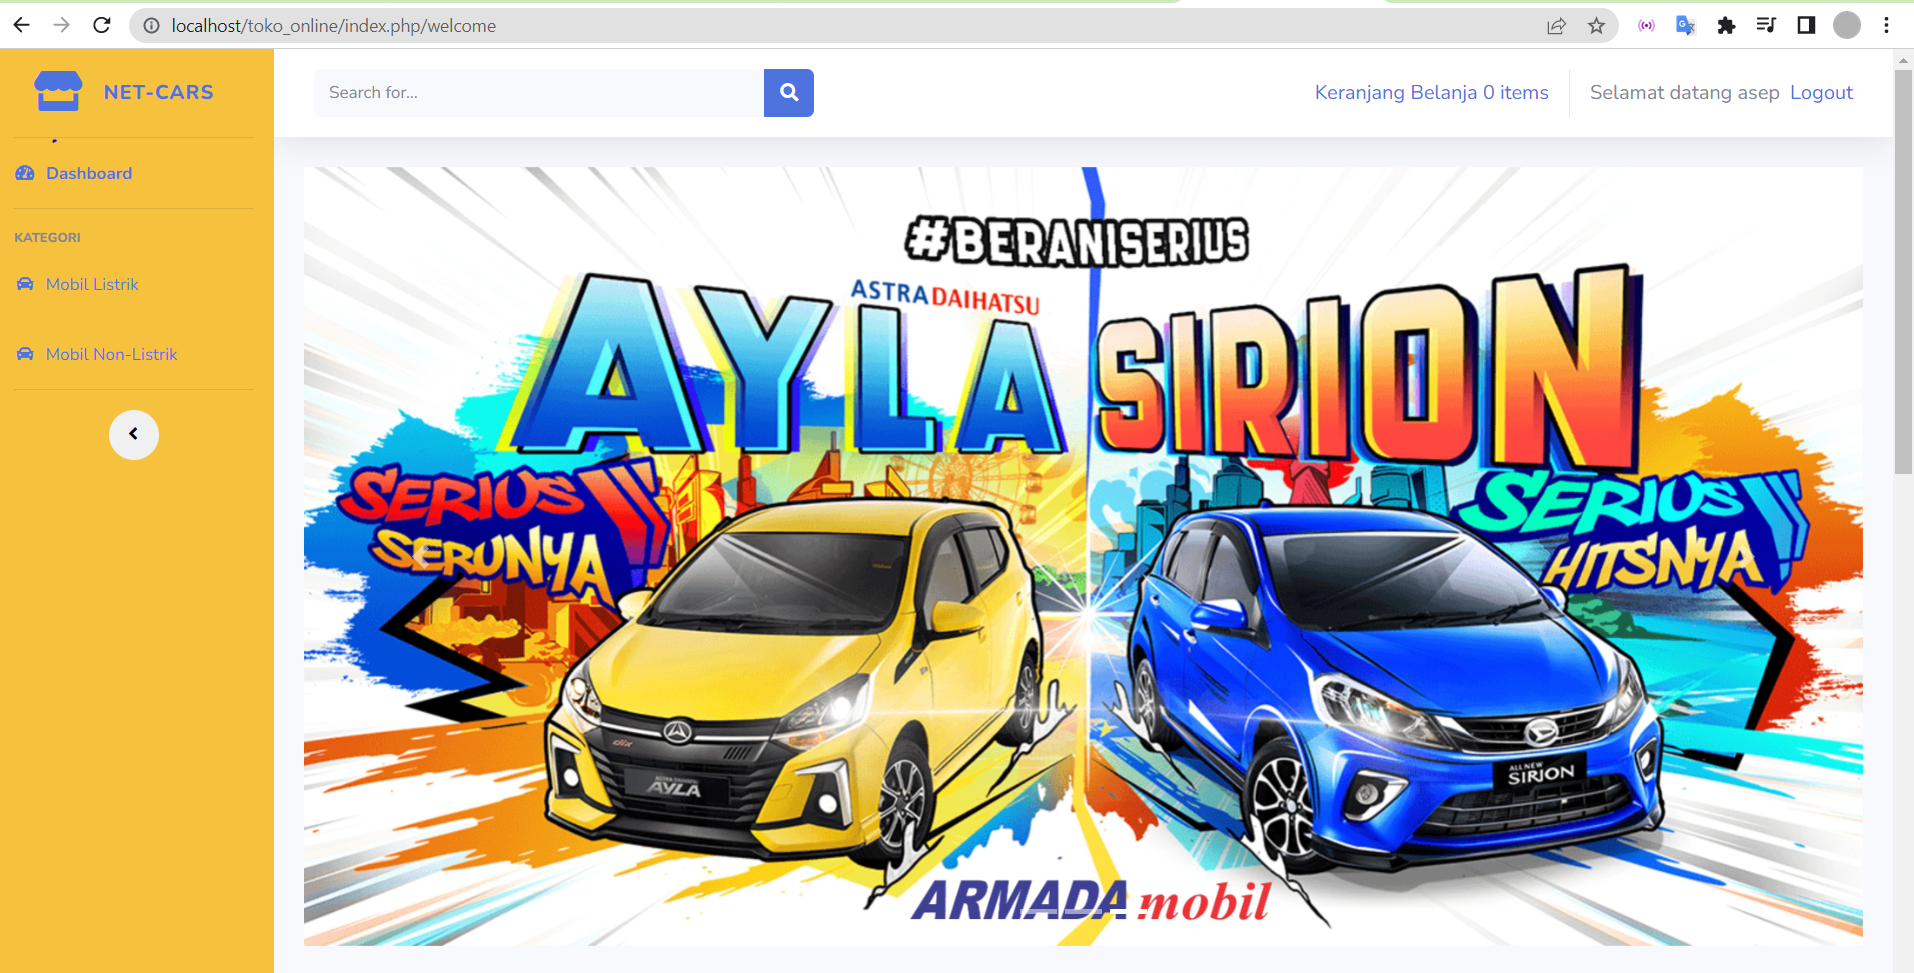 localhost/toko_online/index.php/welcome
NET-CARS
Search for...
Keranjang Belanja 0 items
Selamat datang asep Logout
Dashboard
KATEGORI
Mobil Listrik
Mobil Non-Listrik
#BERANISERIUS
ASTRA DAIHATSU
AYLA SIRION
SERIUS
SERUNYA
SERIUS
HITSNYA
ASTRA DAIHATSU
AYLA
ALL NEW
SIRION
ARMADA mobil